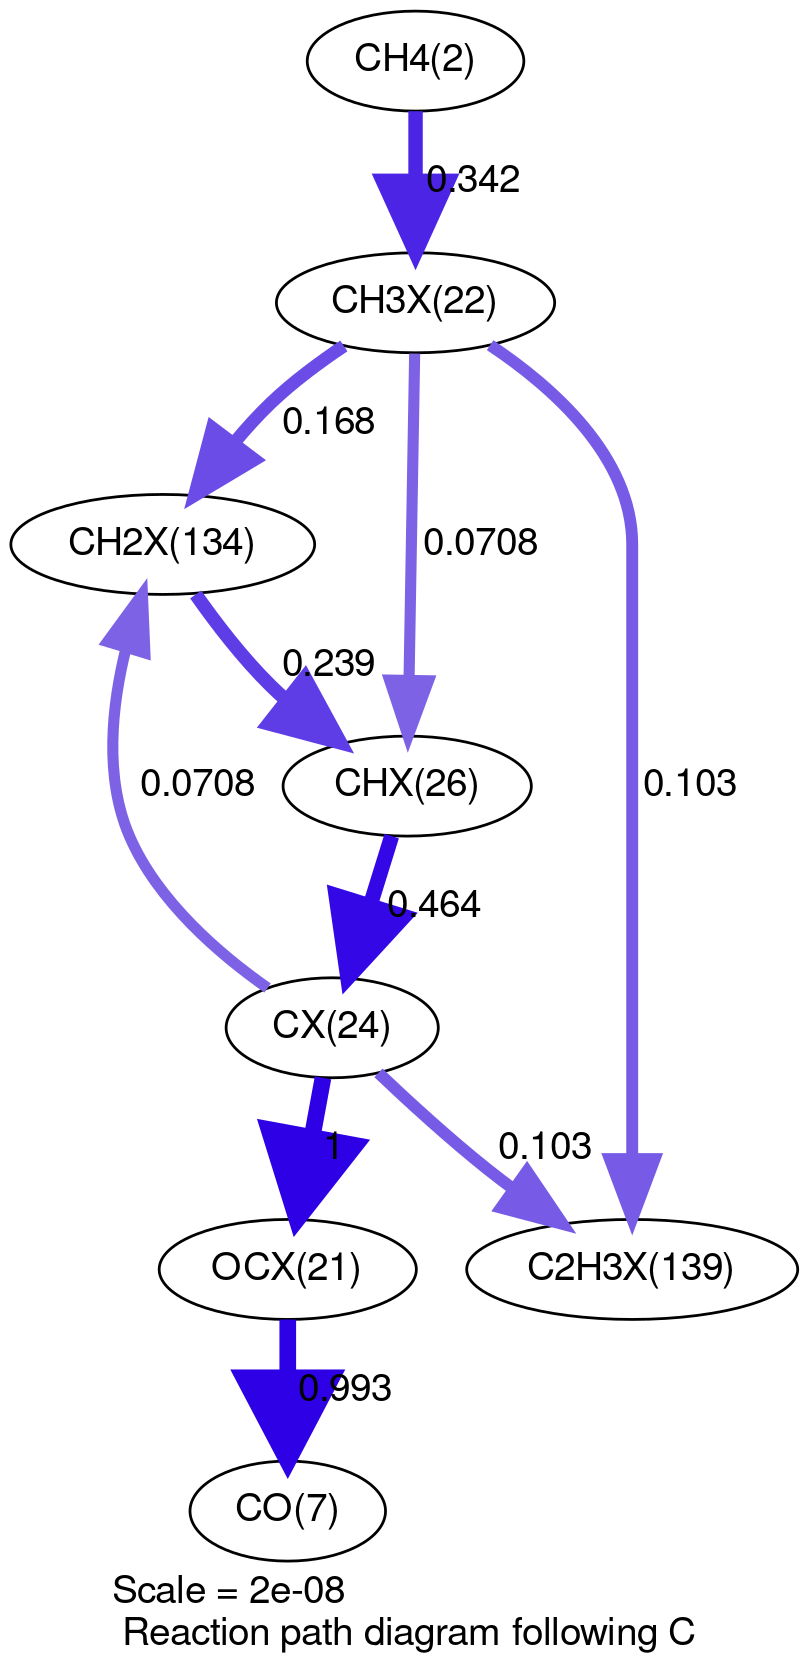 CH4(2)
0.342
CH3X(22)
0.168
CH2X(134)
0.0708
0.239
0.0708
CHX(26)
0.103
0.464
CX(24)
1
0.103
OCX(21)
C2H3X(139)
0.993
CO(7)
Scale = 2e-08
Reaction path diagram following C